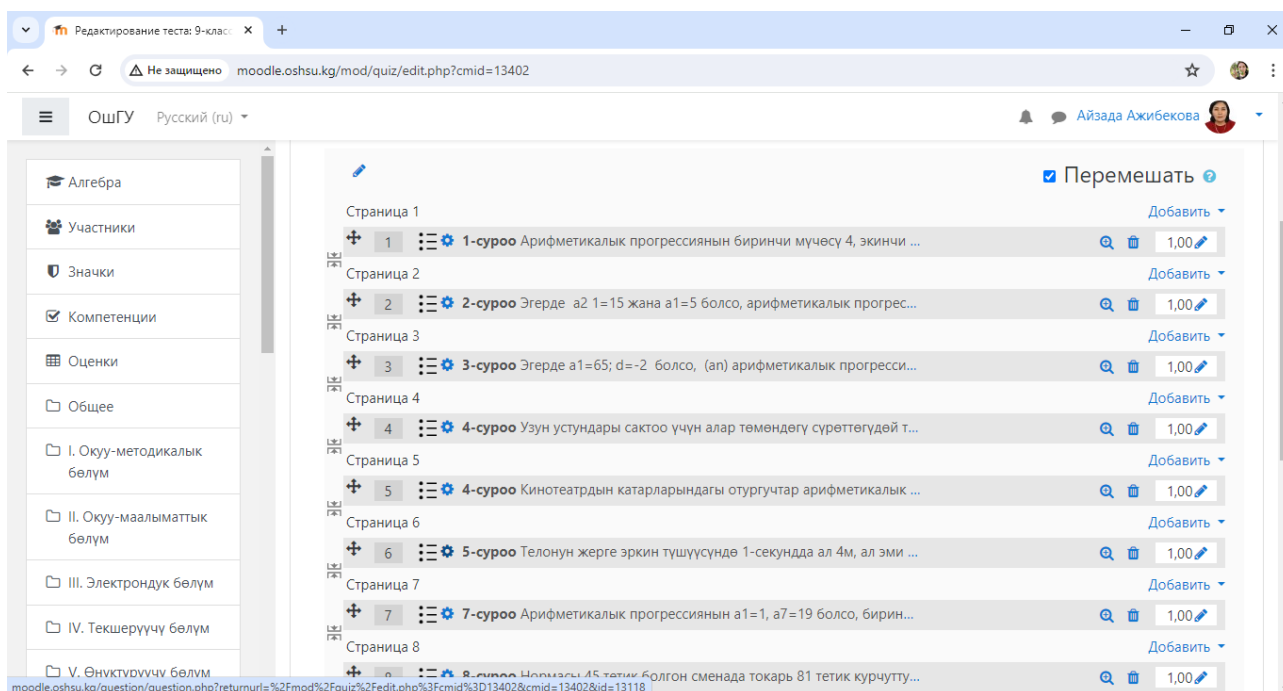 Редактирование теста: 9-класс
Не защищено moodle.oshsu.kg/mod/quiz/edit.php?cmid=13402
ОшГУ Русский (ru) Айзада Ажибекова
Алгебра
Участники
Значки
Компетенции
Оценки
Общее
I. Окуу-методикалык
бөлүм
II. Окуу-маалыматтык
бөлүм
III. Электрондук бөлүм
IV. Текшерүүчү бөлүм
V. Өнүктүрүүчү бөлүм
Перемешать
Страница 1 Добавить
1 1-суроо Арифметикалык прогрессиянын биринчи мүчөсү 4, экинчи ... 1,00
Страница 2 Добавить
2 2-суроо Эгерде а2 1=15 жана а1=5 болсо, арифметикалык прогрес... 1,00
Страница 3 Добавить
3 3-суроо Эгерде а1=65; d=-2 болсо, (an) арифметикалык прогресси... 1,00
Страница 4 Добавить
4 4-суроо Узун устундары сактоо үчүн алар төмөндөгү сүрөттөгүдөй т... 1,00
Страница 5 Добавить
5 4-суроо Кинотеатрдын катарларындагы отургучтар арифметикалык ... 1,00
Страница 6 Добавить
6 5-суроо Телонун жерге эркин түшүүсүндө 1-секундда ал 4м, ал эми ... 1,00
Страница 7 Добавить
7 7-суроо Арифметикалык прогрессиянын а1=1, а7=19 болсо, бирин... 1,00
Страница 8 Добавить
8 8-суроо Нормасы 45 тетик болгон сменада токарь 81 тетик курчутту... 1,00
moodle.oshsu.kg/question/question.php?returnurl=%2Fmod%2Fquiz%2Fedit.php%3Fcmid%3D13402&cmid=13402&id=13118